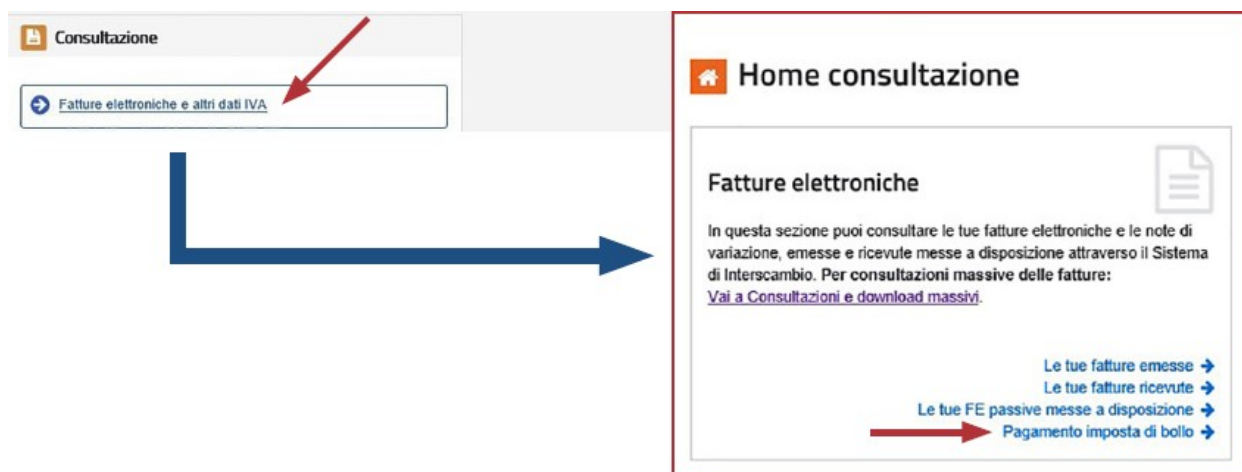 Consultazione
Fatture elettroniche e altri dati IVA
Home consultazione
Fatture elettroniche
In questa sezione puoi consultare le tue fatture elettroniche e le note di
variazione, emesse e ricevute messe a disposizione attraverso il Sistema
di Interscambio. Per consultazioni massive delle fatture:
Vai a Consultazioni e download massivi.
Le tue fatture emesse
Le tue fatture ricevute
Le tue FE passive messe a disposizione
Pagamento imposta di bollo